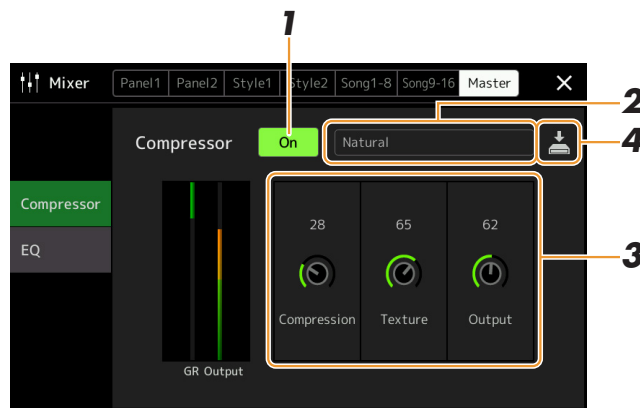 1
Mixer Panel1 Panel2 Style1 Style2 Song1-8 Song9-16 Master
2
Compressor On Natural
4
Compressor
EQ
28 65 62
3
Compression Texture Output
GR Output